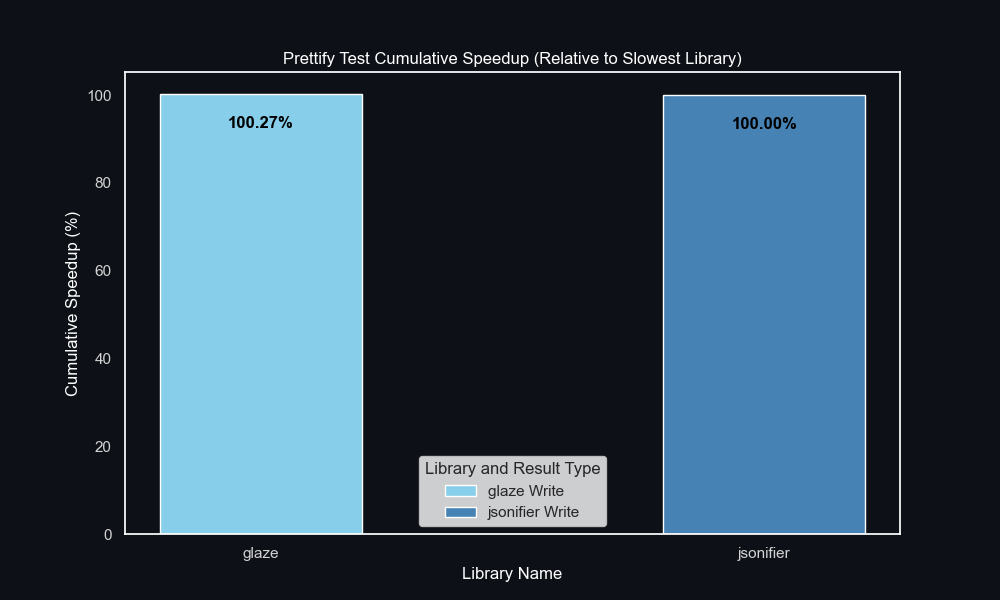 Prettify Test Cumulative Speedup (Relative to Slowest Library)
Cumulative Speedup (%)
100
80
60
40
20
0
100.27%
100.00%
Library and Result Type
glaze Write
jsonifier Write
glaze
jsonifier
Library Name